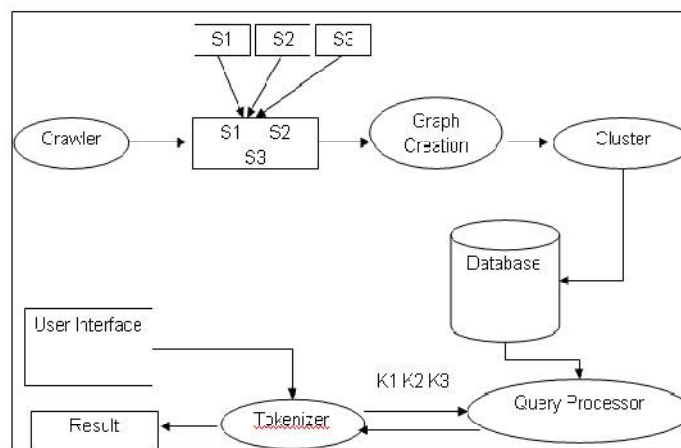 S1 S2 S3
Crawler
S1 S2
S3
Graph
Creation
Cluster
Database
User Interface
K1 K2 K3
Result
Tokenizer
Query Processor